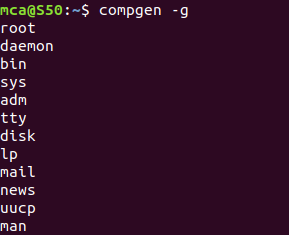 mca@S50:~$ compgen -g
root
daemon
bin
sys
adm
tty
disk
lp
mail
news
uucp
man